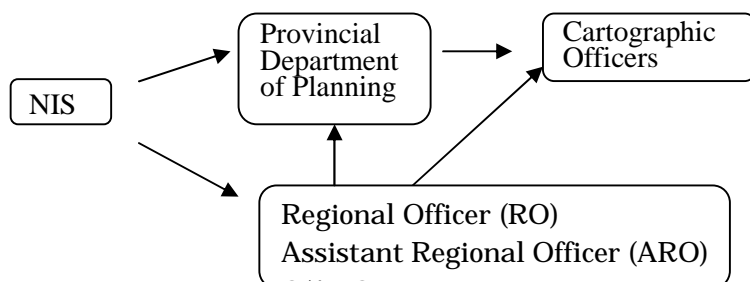 NIS
Provincial
Department
of Planning
Cartographic
Officers
Regional Officer (RO)
Assistant Regional Officer (ARO)